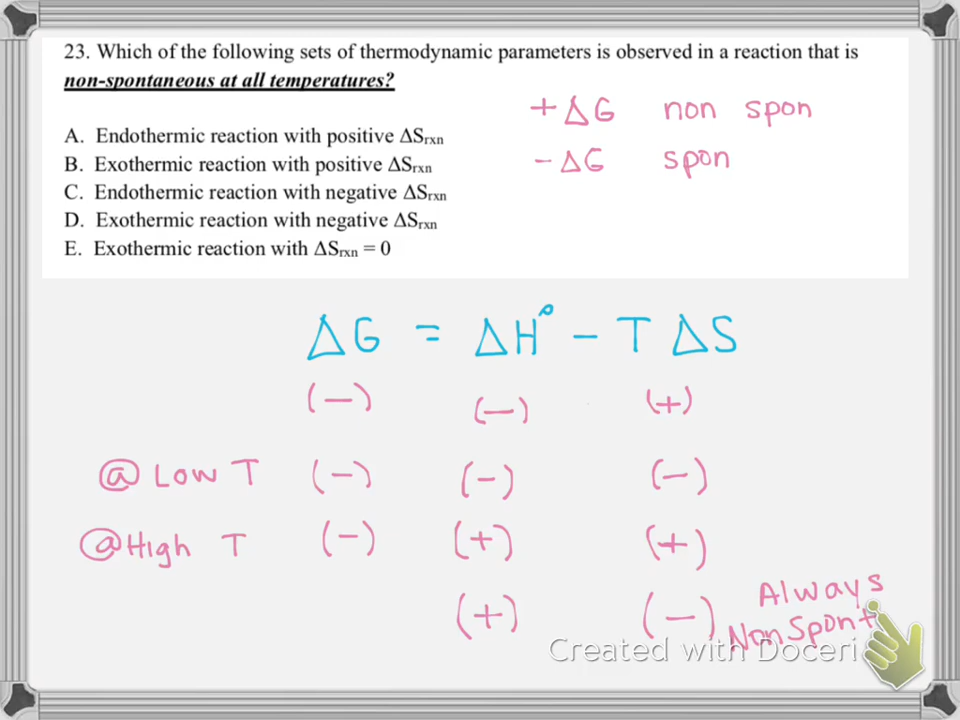 23. Which of the following sets of thermodynamic parameters is observed in a reaction that is
non-spontaneous at all temperatures?
+ΔG non spon
A. Endothermic reaction with positive ΔSrxn
-ΔG spon
B. Exothermic reaction with positive ΔSrxn
C. Endothermic reaction with negative ΔSrxn
D. Exothermic reaction with negative ΔSrxn
E. Exothermic reaction with ΔSrxn = 0
ΔG = ΔH° - TΔS
(-) (-) (+)
@ Low T (-) (-) (-)
@ High T (-) (+) (+)
(+) (-) Always
Non Spont
Created with Doceri